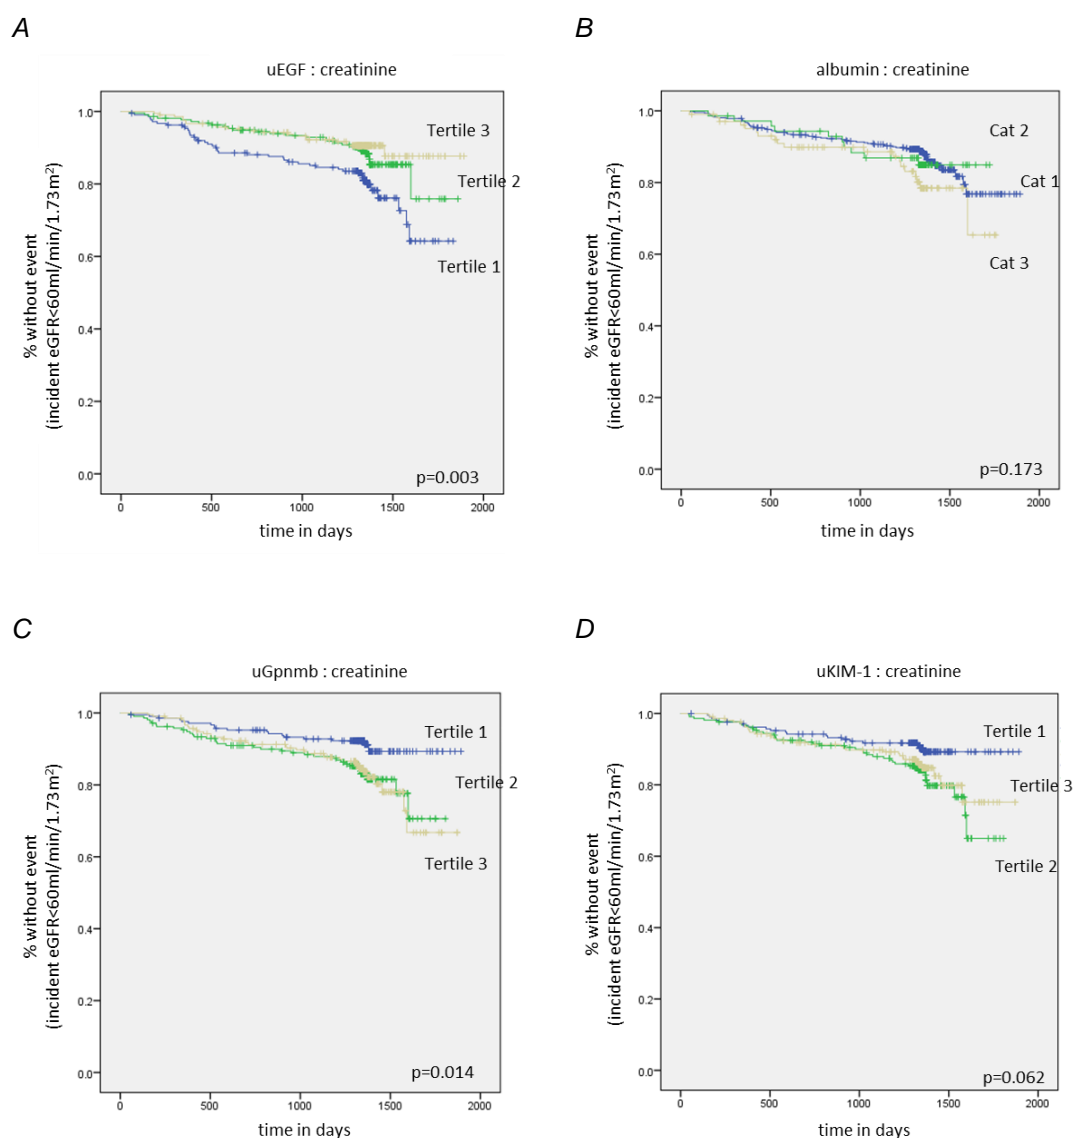 A
uEGF : creatinine
% without event
(incident eGFR<60ml/min/1.73m2)
1.0
0.8
0.6
0.4
0.2
0.0
Tertile 3
Tertile 2
Tertile 1
p=0.003
0 500 1000 1500 2000
time in days
B
albumin : creatinine
% without event
(incident eGFR<60ml/min/1.73m2)
1.0
0.8
0.6
0.4
0.2
0.0
Cat 2
Cat 1
Cat 3
p=0.173
0 500 1000 1500 2000
time in days
C
uGpnmb : creatinine
% without event
(incident eGFR<60ml/min/1.73m2)
1.0
0.8
0.6
0.4
0.2
0.0
Tertile 1
Tertile 2
Tertile 3
p=0.014
0 500 1000 1500 2000
time in days
D
uKIM-1 : creatinine
% without event
(incident eGFR<60ml/min/1.73m2)
1.0
0.8
0.6
0.4
0.2
0.0
Tertile 1
Tertile 3
Tertile 2
p=0.062
0 500 1000 1500 2000
time in days